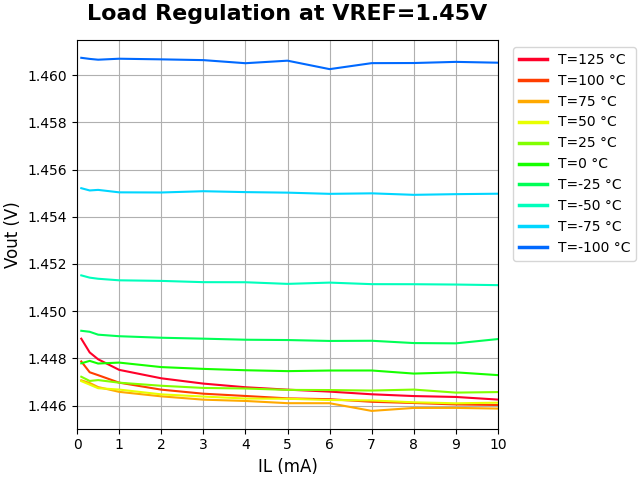 Load Regulation at VREF=1.45V
Vout (V)
1.460
1.458
1.456
1.454
1.452
1.450
1.448
1.446
0 1 2 3 4 5 6 7 8 9 10
IL (mA)
T=125 °C
T=100 °C
T=75 °C
T=50 °C
T=25 °C
T=0 °C
T=-25 °C
T=-50 °C
T=-75 °C
T=-100 °C